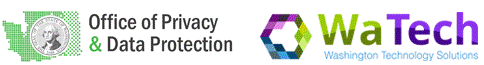 Office of Privacy
& Data Protection
WaTech
Washington Technology Solutions